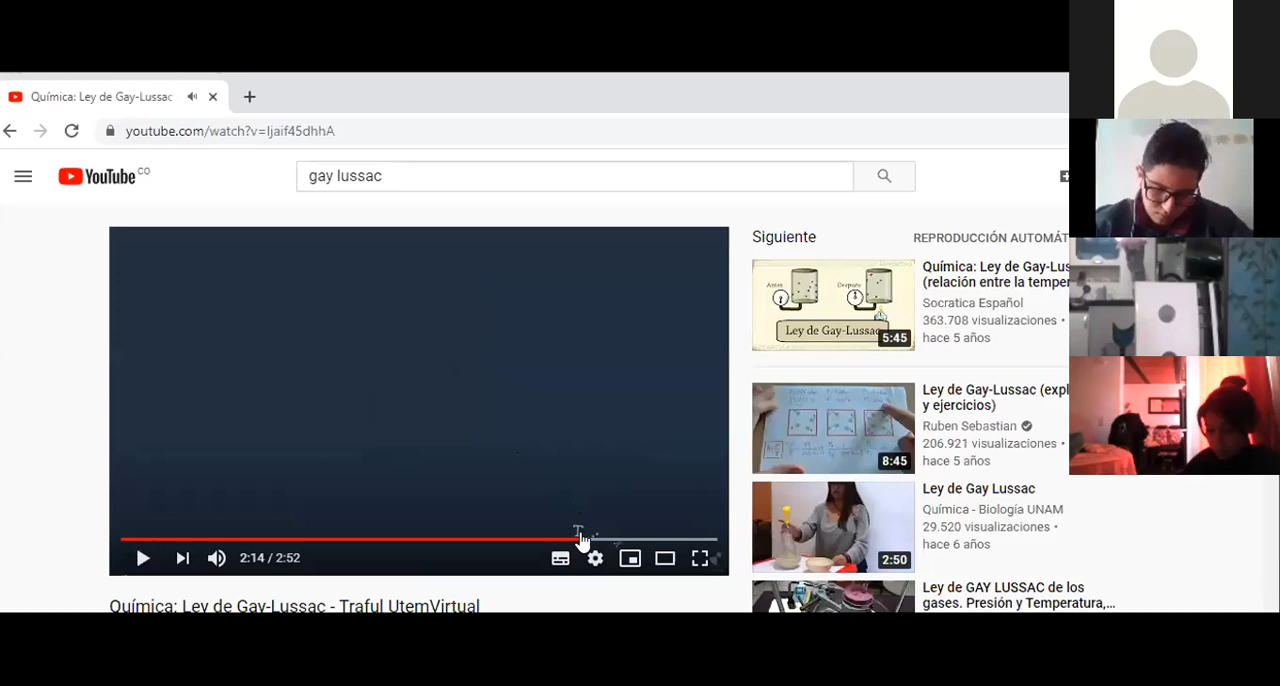 Química: Ley de Gay-Lussac
youtube.com/watch?v=Ijaif45dhhA
YouTube CO
gay lussac
2:14 / 2:52
Química: Ley de Gay-Lussac - Traful UtemVirtual
Siguiente
REPRODUCCIÓN AUTOMÁT
Antes
Después
Ley de Gay-Lussac
5:45
Química: Ley de Gay-Lus
(relación entre la temper
Socratica Español
363.708 visualizaciones •
hace 5 años
8:45
Ley de Gay-Lussac (expl
y ejercicios)
Ruben Sebastian
206.921 visualizaciones •
hace 5 años
2:50
Ley de Gay Lussac
Química - Biología UNAM
29.520 visualizaciones •
hace 6 años
Ley de GAY LUSSAC de los
gases. Presión y Temperatura,...